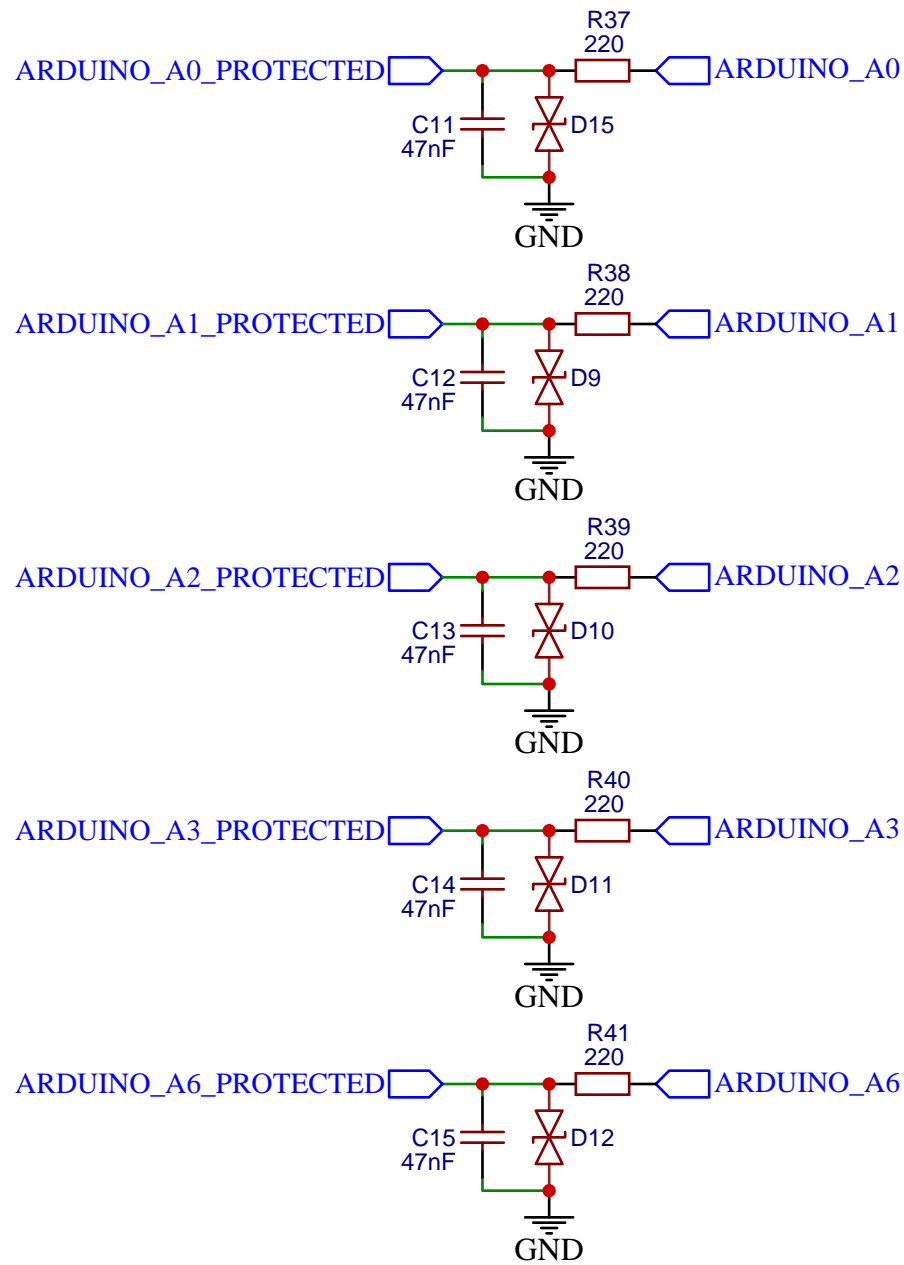 R37
220
ARDUINO_A0_PROTECTED
ARDUINO_A0
C11
47nF
D15
GND
R38
220
ARDUINO_A1_PROTECTED
ARDUINO_A1
C12
47nF
D9
GND
R39
220
ARDUINO_A2_PROTECTED
ARDUINO_A2
C13
47nF
D10
GND
R40
220
ARDUINO_A3_PROTECTED
ARDUINO_A3
C14
47nF
D11
GND
R41
220
ARDUINO_A6_PROTECTED
ARDUINO_A6
C15
47nF
D12
GND